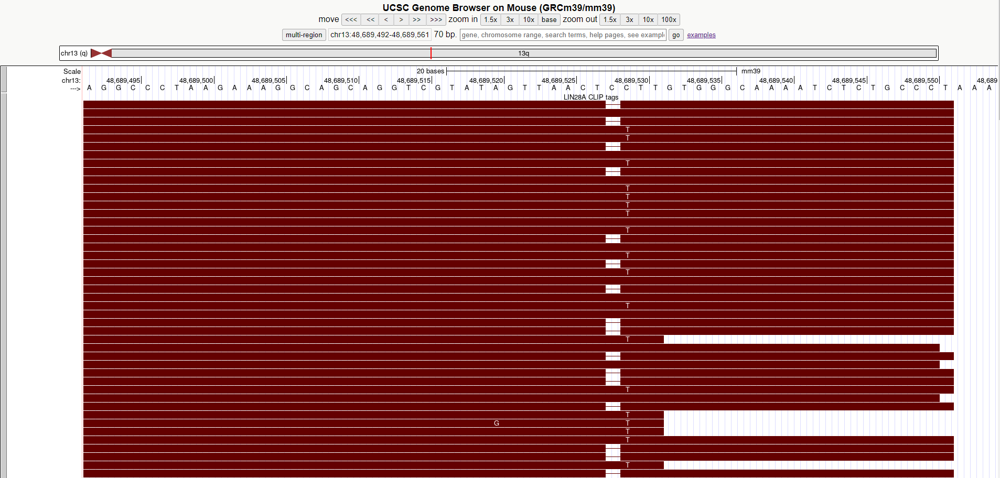 UCSC Genome Browser on Mouse (GRCm39/mm39)
move <<< << < > >> >>> zoom in 1.5x 3x 10x base zoom out 1.5x 3x 10x 100x
multi-region chr13:48,689,492-48,689,561 70 bp. gene, chromosome range, search terms, help pages, see exampl go examples
chr13 (q) 13q
Scale 20 bases mm39
chr13: 48,689,495 48,689,500 48,689,505 48,689,510 48,689,515 48,689,520 48,689,525 48,689,530 48,689,535 48,689,540 48,689,545 48,689,550 48,689
---> A G G C C C T A A G A A A G G C A G C A G G T C G T A T A G T T A A C T C C T T G T G G G C A A A A T C T C T G C C C T A A A
LIN28A CLIP tags
T
T
T
T
T
T
T
T
T
T
T
T
T
T
G T
T
T
T